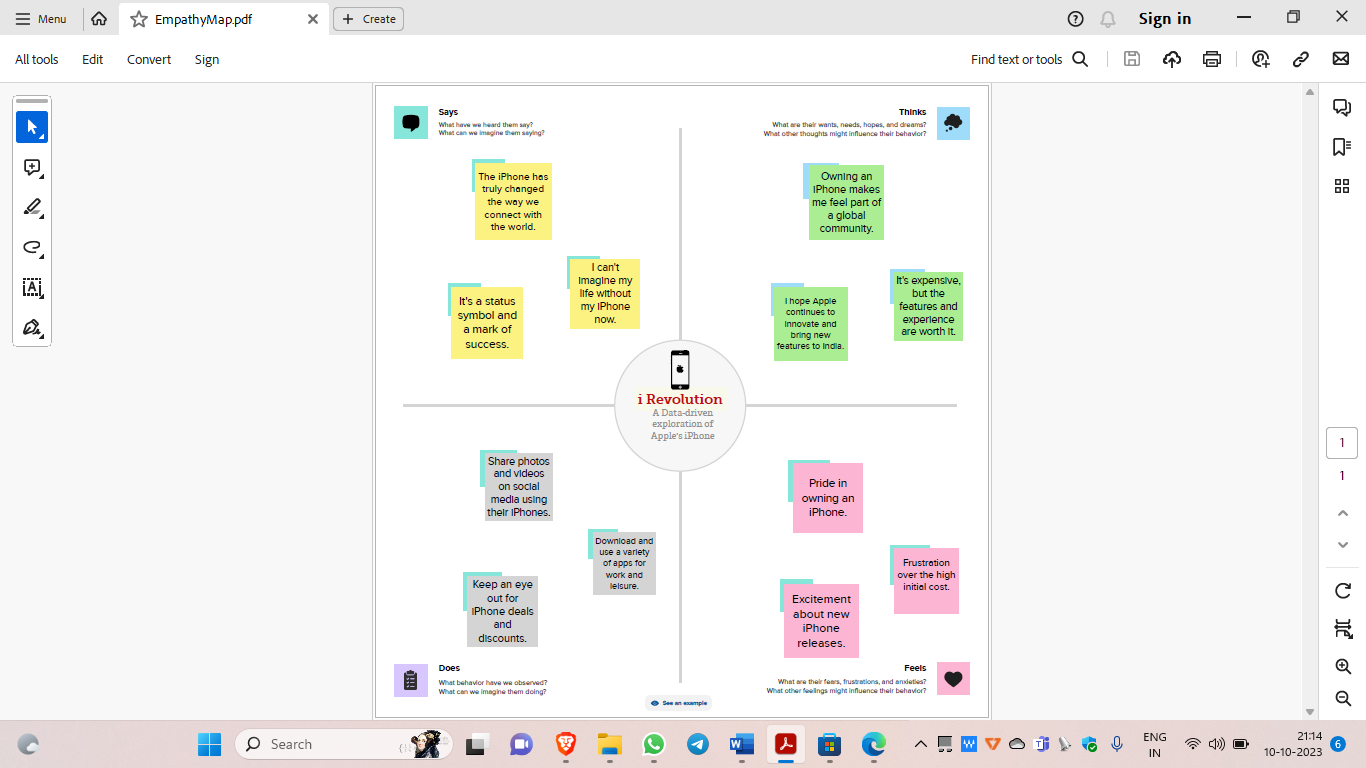 Menu
EmpathyMap.pdf
Create
Sign in
All tools
Edit
Convert
Sign
Find text or tools
Says
What have we heard them say?
What can we imagine them saying?
Thinks
What are their wants, needs, hopes, and dreams?
What other thoughts might influence their behavior?
The iPhone has
truly changed
the way we
connect with
the world.
I can't
imagine my
life without
my iPhone
now.
It's a status
symbol and
a mark of
success.
Owning an
iPhone makes
me feel part of
a global
community.
It's expensive,
but the
features and
experience
are worth it.
I hope Apple
continues to
innovate and
bring new
features to India.
i Revolution
A Data-driven
exploration of
Apple's iPhone
Share photos
and videos
on social
media using
their iPhones.
Download and
use a variety
of apps for
work and
leisure.
Keep an eye
out for
iPhone deals
and
discounts.
Pride in
owning an
iPhone.
Frustration
over the high
initial cost.
Excitement
about new
iPhone
releases.
Does
What behavior have we observed?
What can we imagine them doing?
Feels
What are their fears, frustrations, and anxieties?
What other feelings might influence their behavior?
See an example
1
1
Search
ENG
IN
21:14
10-10-2023
6